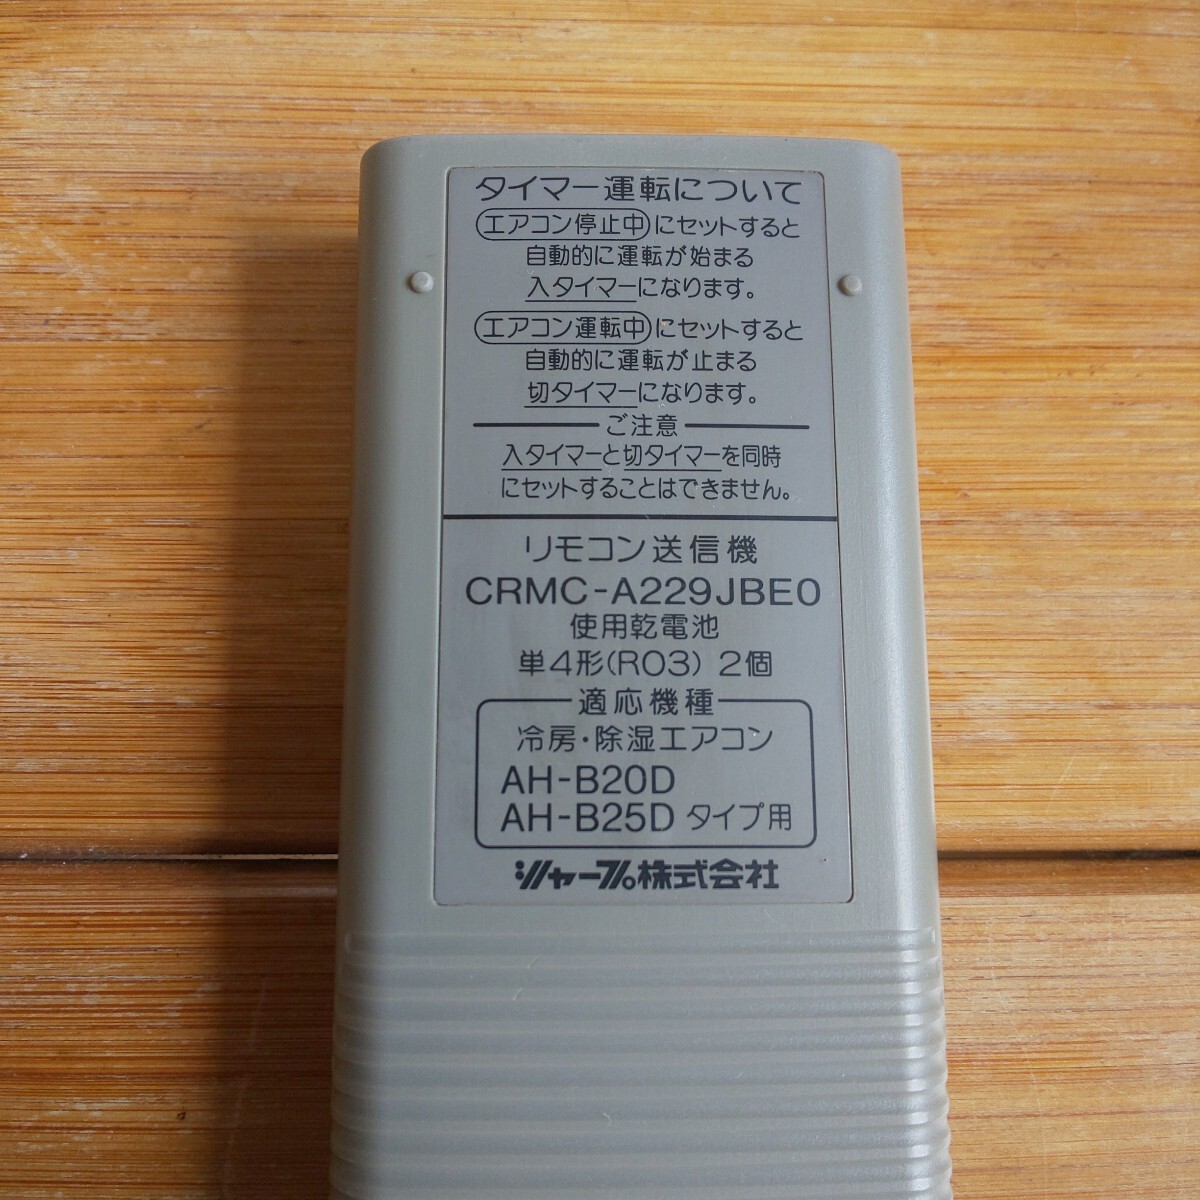 タイマー運転について
エアコン停止中にセットすると
自動的に運転が始まる
入タイマーになります。
エアコン運転中にセットすると
自動的に運転が止まる
切タイマーになります。
ご注意
入タイマーと切タイマーを同時
にセットすることはできません。
リモコン送信機
CRMC-A229JBE0
使用乾電池
単4形(R03) 2個
適応機種
冷房・除湿エアコン
AH-B20D
AH-B25D タイプ用
シャープ株式会社